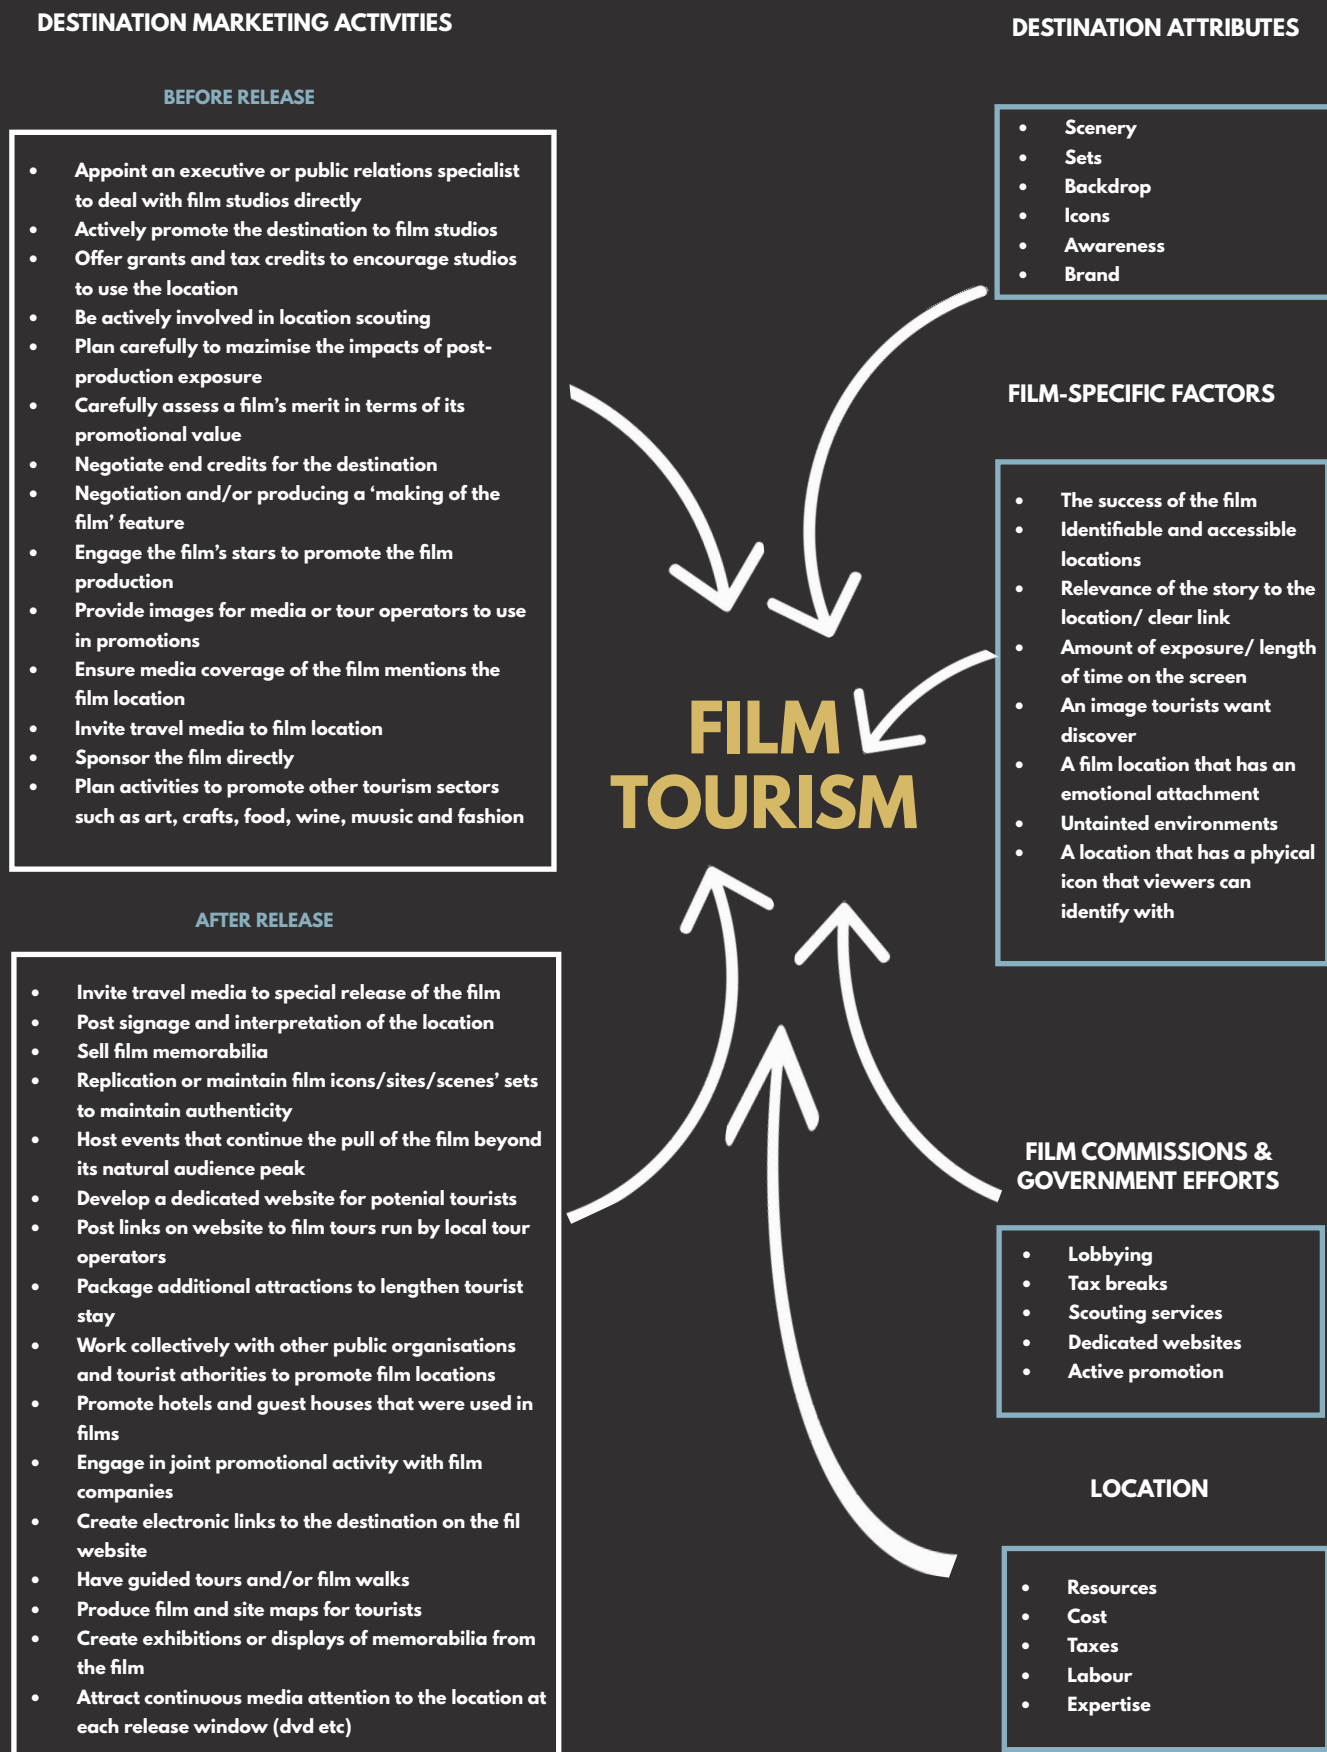 DESTINATION MARKETING ACTIVITIES
BEFORE RELEASE
• Appoint an executive or public relations specialist
to deal with film studios directly
• Actively promote the destination to film studios
• Offer grants and tax credits to encourage studios
to use the location
• Be actively involved in location scouting
• Plan carefully to mazimise the impacts of post-
production exposure
• Carefully assess a film's merit in terms of its
promotional value
• Negotiate end credits for the destination
• Negotiation and/or producing a ‘making of the
film’ feature
• Engage the film’s stars to promote the film
production
• Provide images for media or tour operators to use
in promotions
• Ensure media coverage of the film mentions the
film location
• Invite travel media to film location
• Sponsor the film directly
• Plan activities to promote other tourism sectors
such as art, crafts, food, wine, muusic and fashion
AFTER RELEASE
• Invite travel media to special release of the film
• Post signage and interpretation of the location
• Sell film memorabilia
• Replication or maintain film icons/sites/scenes’ sets
to maintain authenticity
• Host events that continue the pull of the film beyond
its natural audience peak
• Develop a dedicated website for potenial tourists
• Post links on website to film tours run by local tour
operators
• Package additional attractions to lengthen tourist
stay
• Work collectively with other public organisations
and tourist athorities to promote film locations
• Promote hotels and guest houses that were used in
films
• Engage in joint promotional activity with film
companies
• Create electronic links to the destination on the fil
website
• Have guided tours and/or film walks
• Produce film and site maps for tourists
• Create exhibitions or displays of memorabilia from
the film
• Attract continuous media attention to the location at
each release window (dvd etc)
FILM
TOURISM
DESTINATION ATTRIBUTES
• Scenery
• Sets
• Backdrop
• Icons
• Awareness
• Brand
FILM-SPECIFIC FACTORS
• The success of the film
• Identifiable and accessible
locations
• Relevance of the story to the
location/ clear link
• Amount of exposure/ length
of time on the screen
• An image tourists want
discover
• A film location that has an
emotional attachment
• Untainted environments
• A location that has a phyical
icon that viewers can
identify with
FILM COMMISSIONS &
GOVERNMENT EFFORTS
• Lobbying
• Tax breaks
• Scouting services
• Dedicated websites
• Active promotion
LOCATION
• Resources
• Cost
• Taxes
• Labour
• Expertise